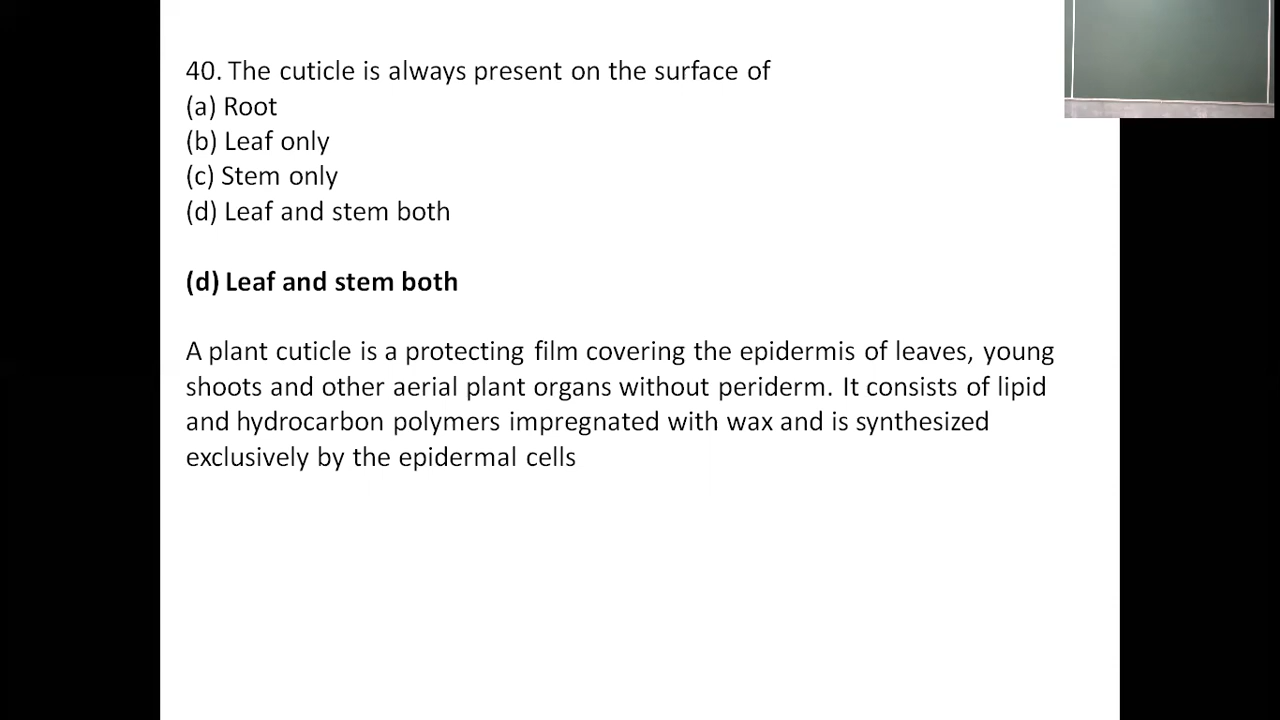 40. The cuticle is always present on the surface of
(a) Root
(b) Leaf only
(c) Stem only
(d) Leaf and stem both
(d) Leaf and stem both
A plant cuticle is a protecting film covering the epidermis of leaves, young
shoots and other aerial plant organs without periderm. It consists of lipid
and hydrocarbon polymers impregnated with wax and is synthesized
exclusively by the epidermal cells